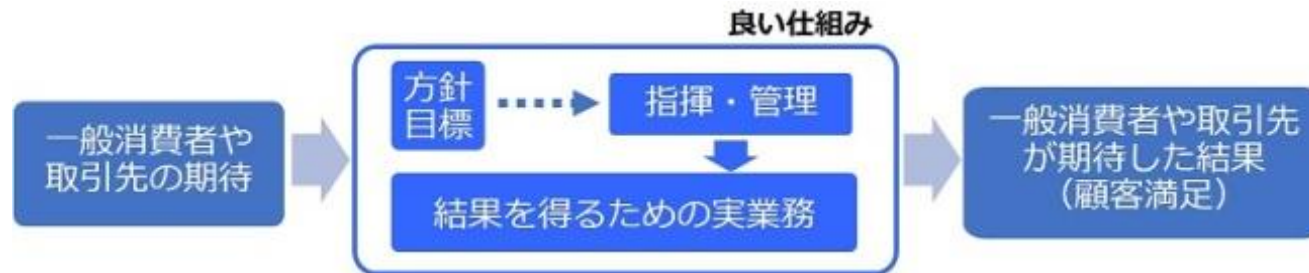 良い仕組み
一般消費者や
取引先の期待
方針
目標
指揮・管理
結果を得るための実業務
一般消費者や取引先
が期待した結果
（顧客満足）